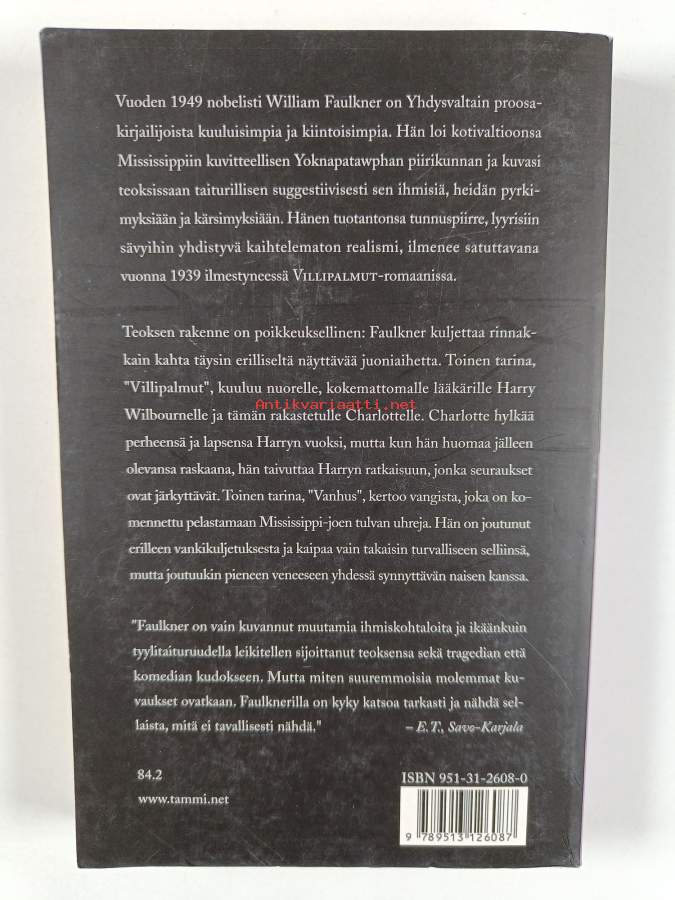 Vuoden 1949 nobelisti William Faulkner on Yhdysvaltain proosa-
kirjailijoista kuuluisimpia ja kiintoisimpia. Hän loi kotivaltioonsa
Mississippiin kuvitteellisen Yoknapatawphan piirikunnan ja kuvasi
teoksissaan taiturillisen suggestiivisesti sen ihmisiä, heidän pyrki-
myksiään ja kärsimyksiään. Hänen tuotantonsa tunnuspiirre, lyyrisiin
sävyihin yhdistyvä kaihtelematon realismi, ilmenee satuttavana
vuonna 1939 ilmestyneessä VILLIPALMUT-romaanissa.
Teoksen rakenne on poikkeuksellinen: Faulkner kuljettaa rinnak-
kain kahta täysin erilliseltä näyttävää juoniaihetta. Toinen tarina,
"Villipalmut", kuuluu nuorelle, kokemattomalle lääkärille Harry
Antikvariaatti.net
Wilbournelle ja tämän rakastetulle Charlottelle. Charlotte hylkää
perheensä ja lapsensa Harryn vuoksi, mutta kun hän huomaa jälleen
olevansa raskaana, hän taivuttaa Harryn ratkaisuun, jonka seuraukset
ovat järkyttävät. Toinen tarina, "Vanhus", kertoo vangista, joka on ko-
mennettu pelastamaan Mississippi-joen tulvan uhreja. Hän on joutunut
erilleen vankikuljetuksesta ja kaipaa vain takaisin turvalliseen selliinsä,
mutta joutuukin pieneen veneeseen yhdessä synnyttävän naisen kanssa.
"Faulkner on vain kuvannut muutamia ihmiskohtaloita ja ikäänkuin
tyylitaituruudella leikitellen sijoittanut teoksensa sekä tragedian että
komedian kudokseen. Mutta miten suuremmoisia molemmat ku-
vaukset ovatkaan. Faulknerilla on kyky katsoa tarkasti ja nähdä sel-
laista, mitä ei tavallisesti nähdä." – E.T., Savo-Karjala
84.2
www.tammi.net
ISBN 951-31-2608-0
9 789513 126087